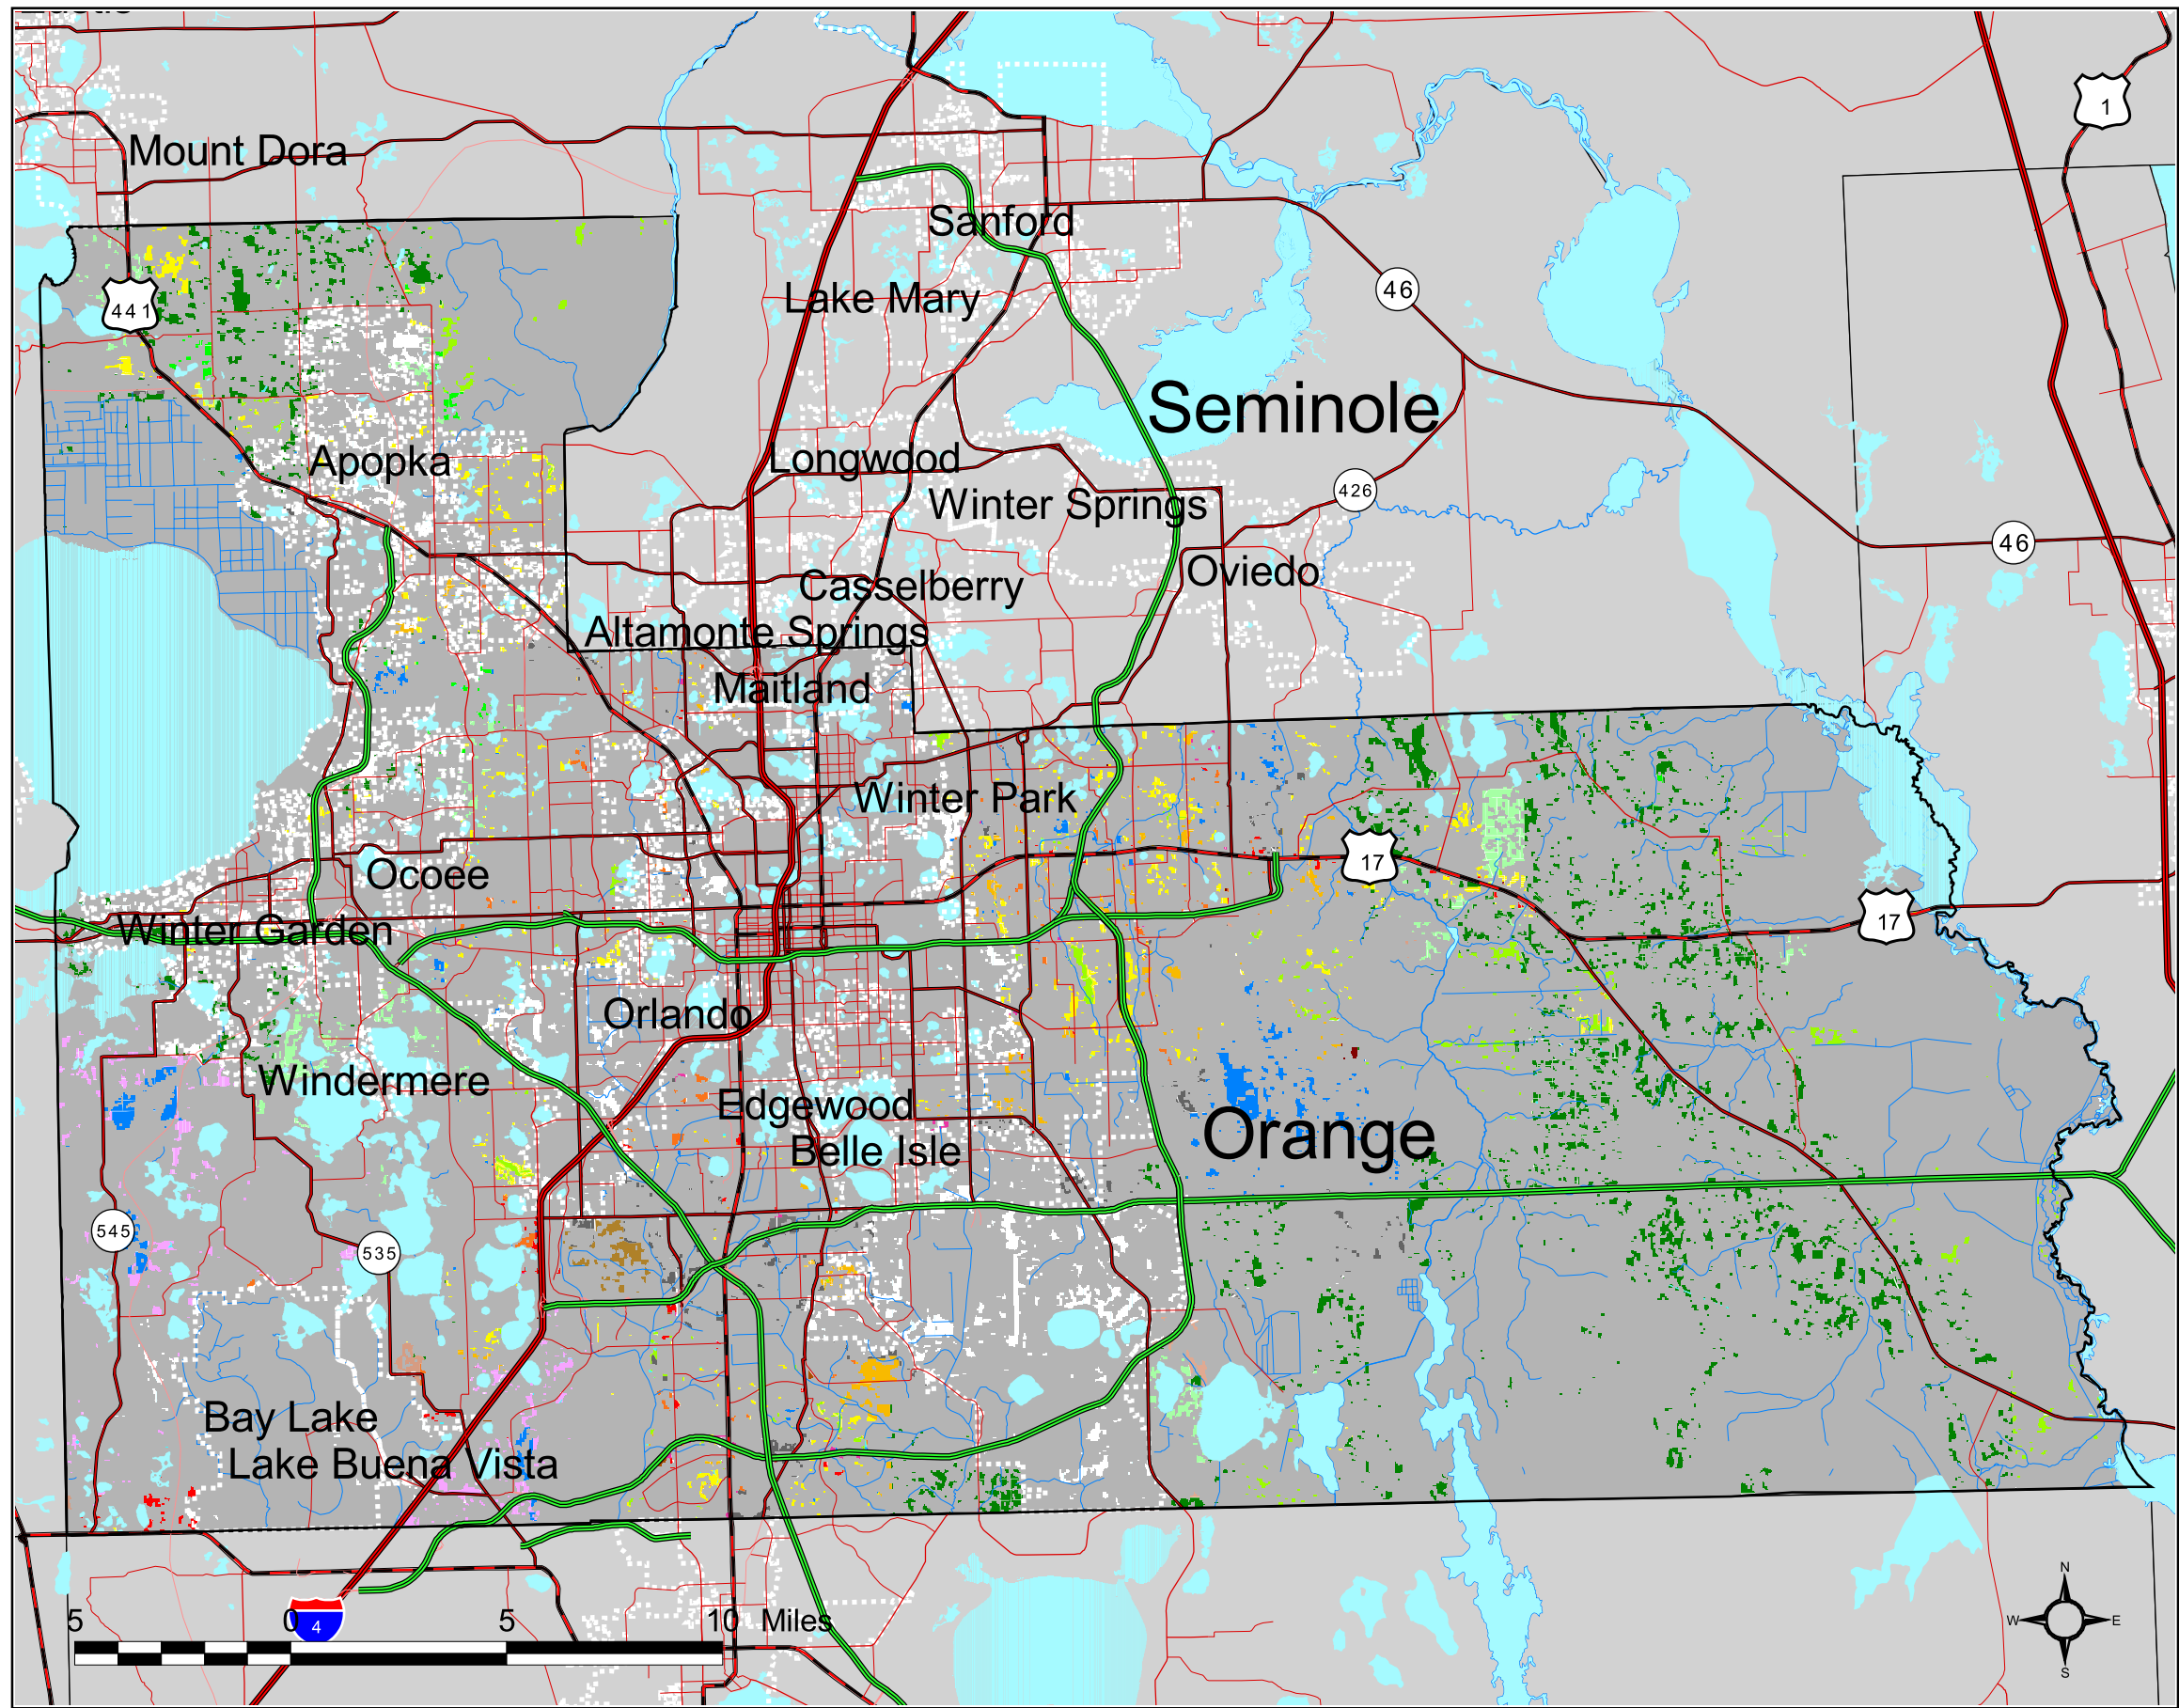 1
Mount Dora
Sanford
46
Lake Mary
441
Seminole
Longwood
Apopka
426
Winter Springs
46
Oviedo
Casselberry
Altamonte Springs
Maitland
Winter Park
17
Ocoee
17
Winter Garden
Orlando
Windermere
Edgewood
Orange
Belle Isle
545
535
Bay Lake
Lake Buena Vista
N
W E
S
5 0 5 10 Miles
4